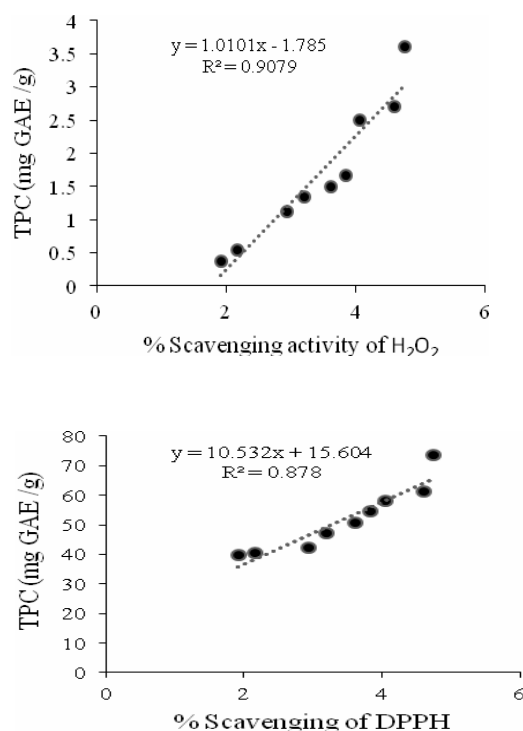 4
3.5
3
2.5
2
1.5
1
0.5
0
y = 1.0101x - 1.785
R² = 0.9079
TPC (mg GAE /g)
0 2 4 6
% Scavenging activity of H₂O₂
80
70
60
50
40
30
20
10
0
y = 10.532x + 15.604
R² = 0.878
TPC (mg GAE /g)
0 2 4 6
% Scavenging of DPPH